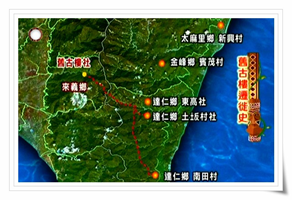 太麻里鄉 新興村
金峰鄉 賓茂村
舊古樓社
來義鄉
達仁鄉 東高社
達仁鄉 土坂村社
達仁鄉 南田村
舊古樓遷徙史